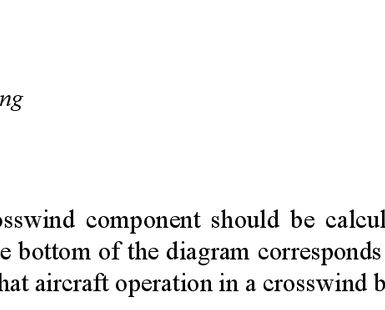 ng
osswind component should be calcul
e bottom of the diagram corresponds
hat aircraft operation in a crosswind b